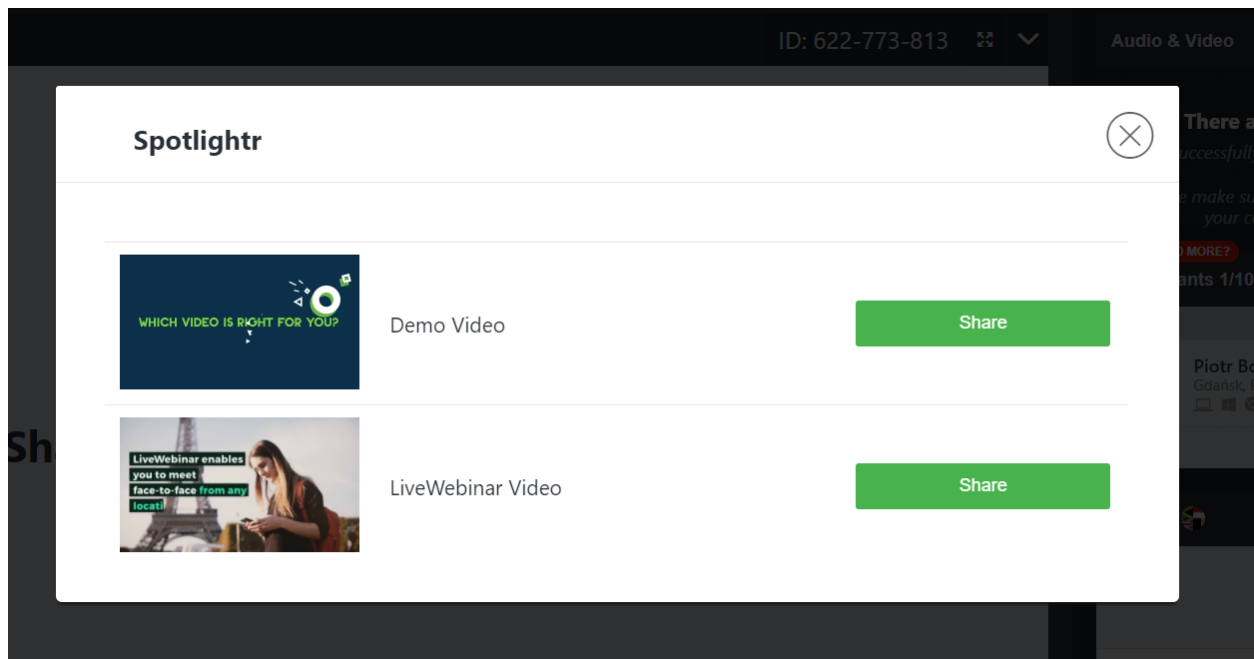 ID: 622-773-813
Audio & Video
Spotlightr
There a
uccessfull
e make su
your c
MORE?
ants 1/10
WHICH VIDEO IS RIGHT FOR YOU?
Demo Video
Share
Piotr Bo
Gdańsk,
Sh
LiveWebinar enables
you to meet
face-to-face from any
locati
LiveWebinar Video
Share